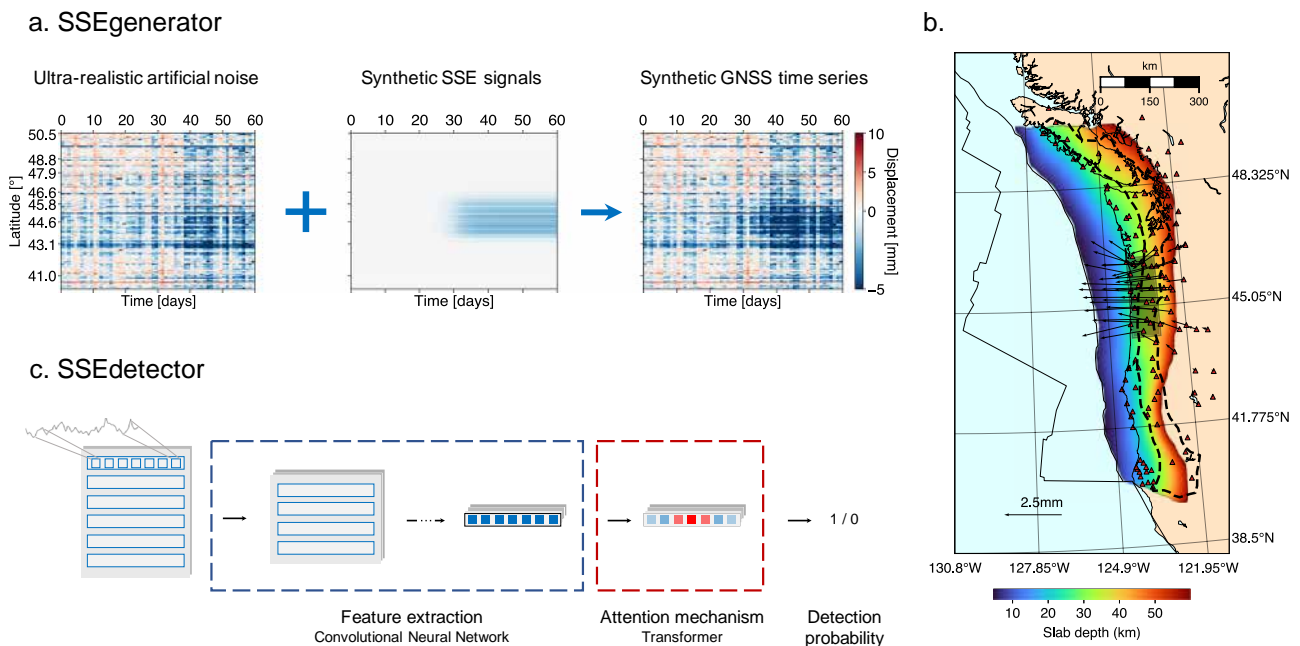 a. SSEgenerator
Ultra-realistic artificial noise
Synthetic SSE signals
Synthetic GNSS time series
0 10 20 30 40 50 60
0 10 20 30 40 50 60
0 10 20 30 40 50 60
50.5
48.8
47.9
46.6
45.8
44.6
43.1
41.0
Latitude [°]
Time [days]
Time [days]
Time [days]
10
5
0
−5
Displacement [mm]
b.
km
0 150 300
48.325°N
45.05°N
41.775°N
38.5°N
2.5mm
130.8°W 127.85°W 124.9°W 121.95°W
10 20 30 40 50
Slab depth (km)
c. SSEdetector
1 / 0
Feature extraction
Convolutional Neural Network
Attention mechanism
Transformer
Detection
probability